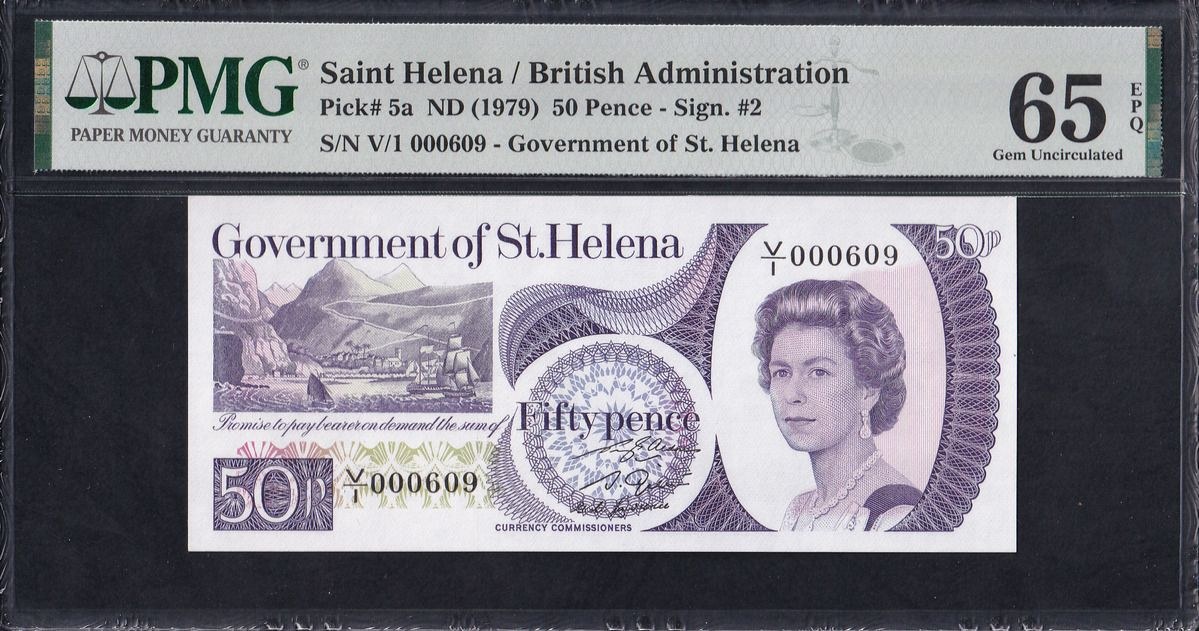 PMG®
PAPER MONEY GUARANTY
Saint Helena / British Administration
Pick# 5a ND (1979) 50 Pence - Sign. #2
S/N V/1 000609 - Government of St. Helena
65
EPQ
Gem Uncirculated
Government of St. Helena
V/1 000609
50p
Promise to pay bearer on demand the sum of
Fifty pence
50p
V/1 000609
CURRENCY COMMISSIONERS